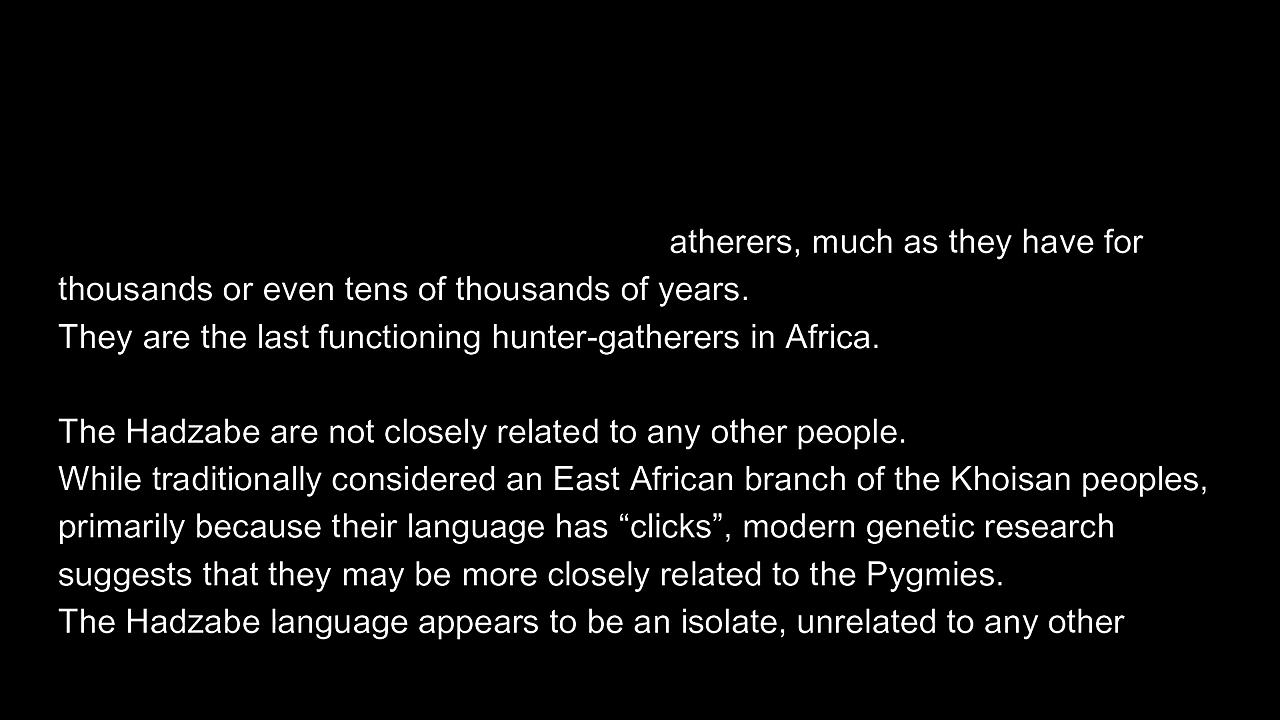 atherers, much as they have for
thousands or even tens of thousands of years.
They are the last functioning hunter-gatherers in Africa.
The Hadzabe are not closely related to any other people.
While traditionally considered an East African branch of the Khoisan peoples,
primarily because their language has “clicks”, modern genetic research
suggests that they may be more closely related to the Pygmies.
The Hadzabe language appears to be an isolate, unrelated to any other